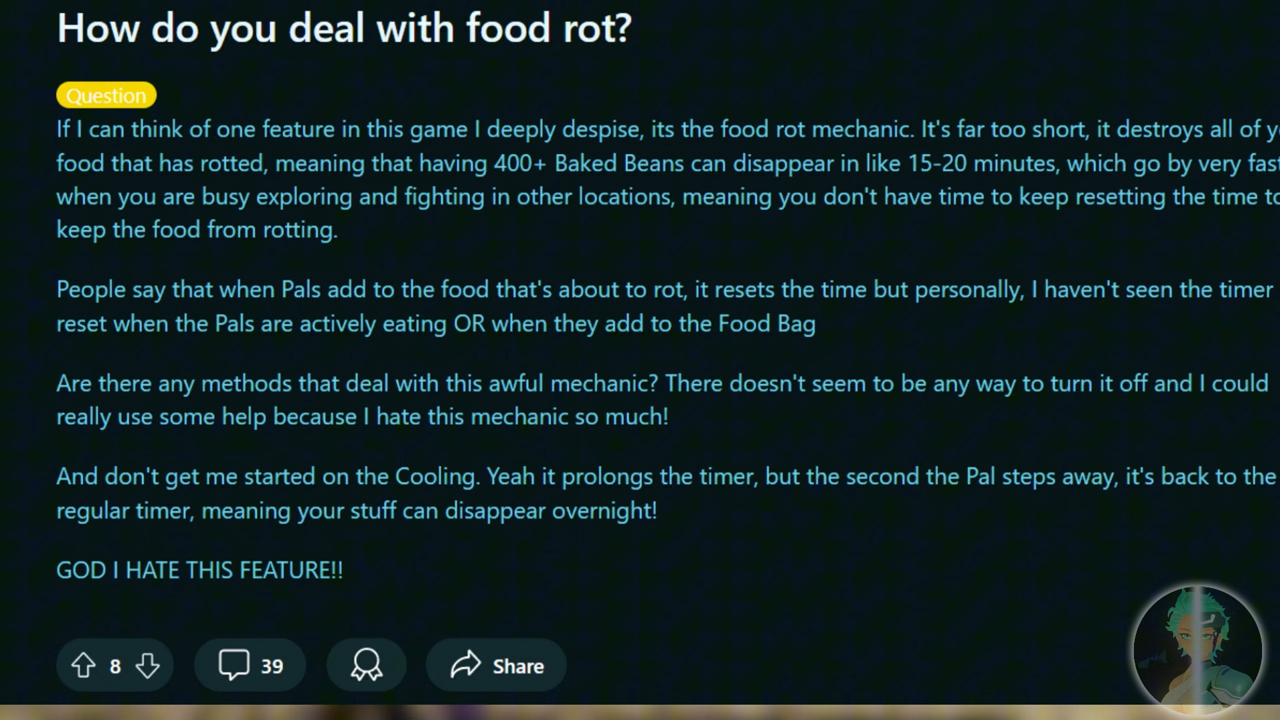 How do you deal with food rot?
Question
If I can think of one feature in this game I deeply despise, its the food rot mechanic. It's far too short, it destroys all of
food that has rotted, meaning that having 400+ Baked Beans can disappear in like 15-20 minutes, which go by very fast
when you are busy exploring and fighting in other locations, meaning you don't have time to keep resetting the time to
keep the food from rotting.
People say that when Pals add to the food that's about to rot, it resets the time but personally, I haven't seen the timer
reset when the Pals are actively eating OR when they add to the Food Bag
Are there any methods that deal with this awful mechanic? There doesn't seem to be any way to turn it off and I could
really use some help because I hate this mechanic so much!
And don't get me started on the Cooling. Yeah it prolongs the timer, but the second the Pal steps away, it's back to the
regular timer, meaning your stuff can disappear overnight!
GOD I HATE THIS FEATURE!!
8 39 Share